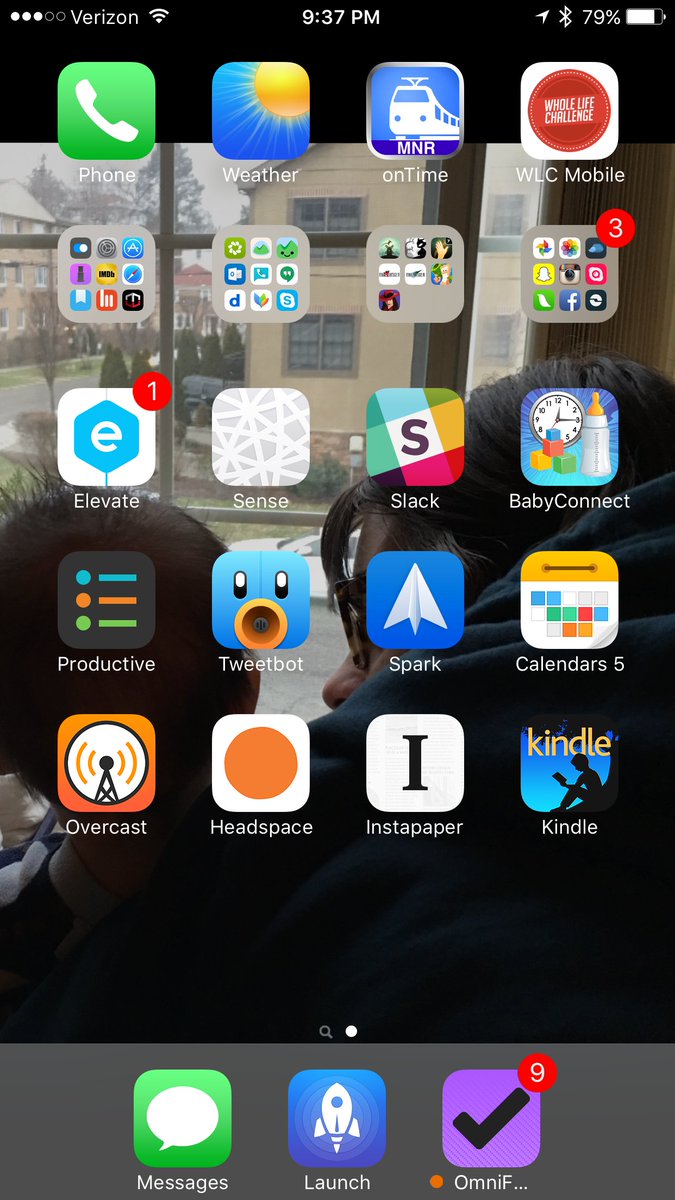 Verizon 9:37 PM 79%
MNR
WHOLE LIFE
CHALLENGE
Phone Weather onTime WLC Mobile
IMDb
3
1
e
S
12
Elevate Sense Slack BabyConnect
Productive Tweetbot Spark Calendars 5
I
kindle
Overcast Headspace Instapaper Kindle
9
Messages Launch OmniF...